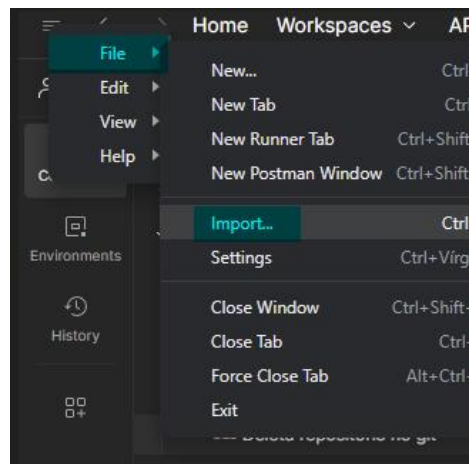 Home Workspaces
File
Edit
View
Help
New... Ctrl
New Tab Ctrl
New Runner Tab Ctrl+Shift
New Postman Window Ctrl+Shift
Import... Ctrl
Settings Ctrl+Vírg
Close Window Ctrl+Shift+
Close Tab Ctrl+
Force Close Tab Alt+Ctrl+
Exit
Environments
History